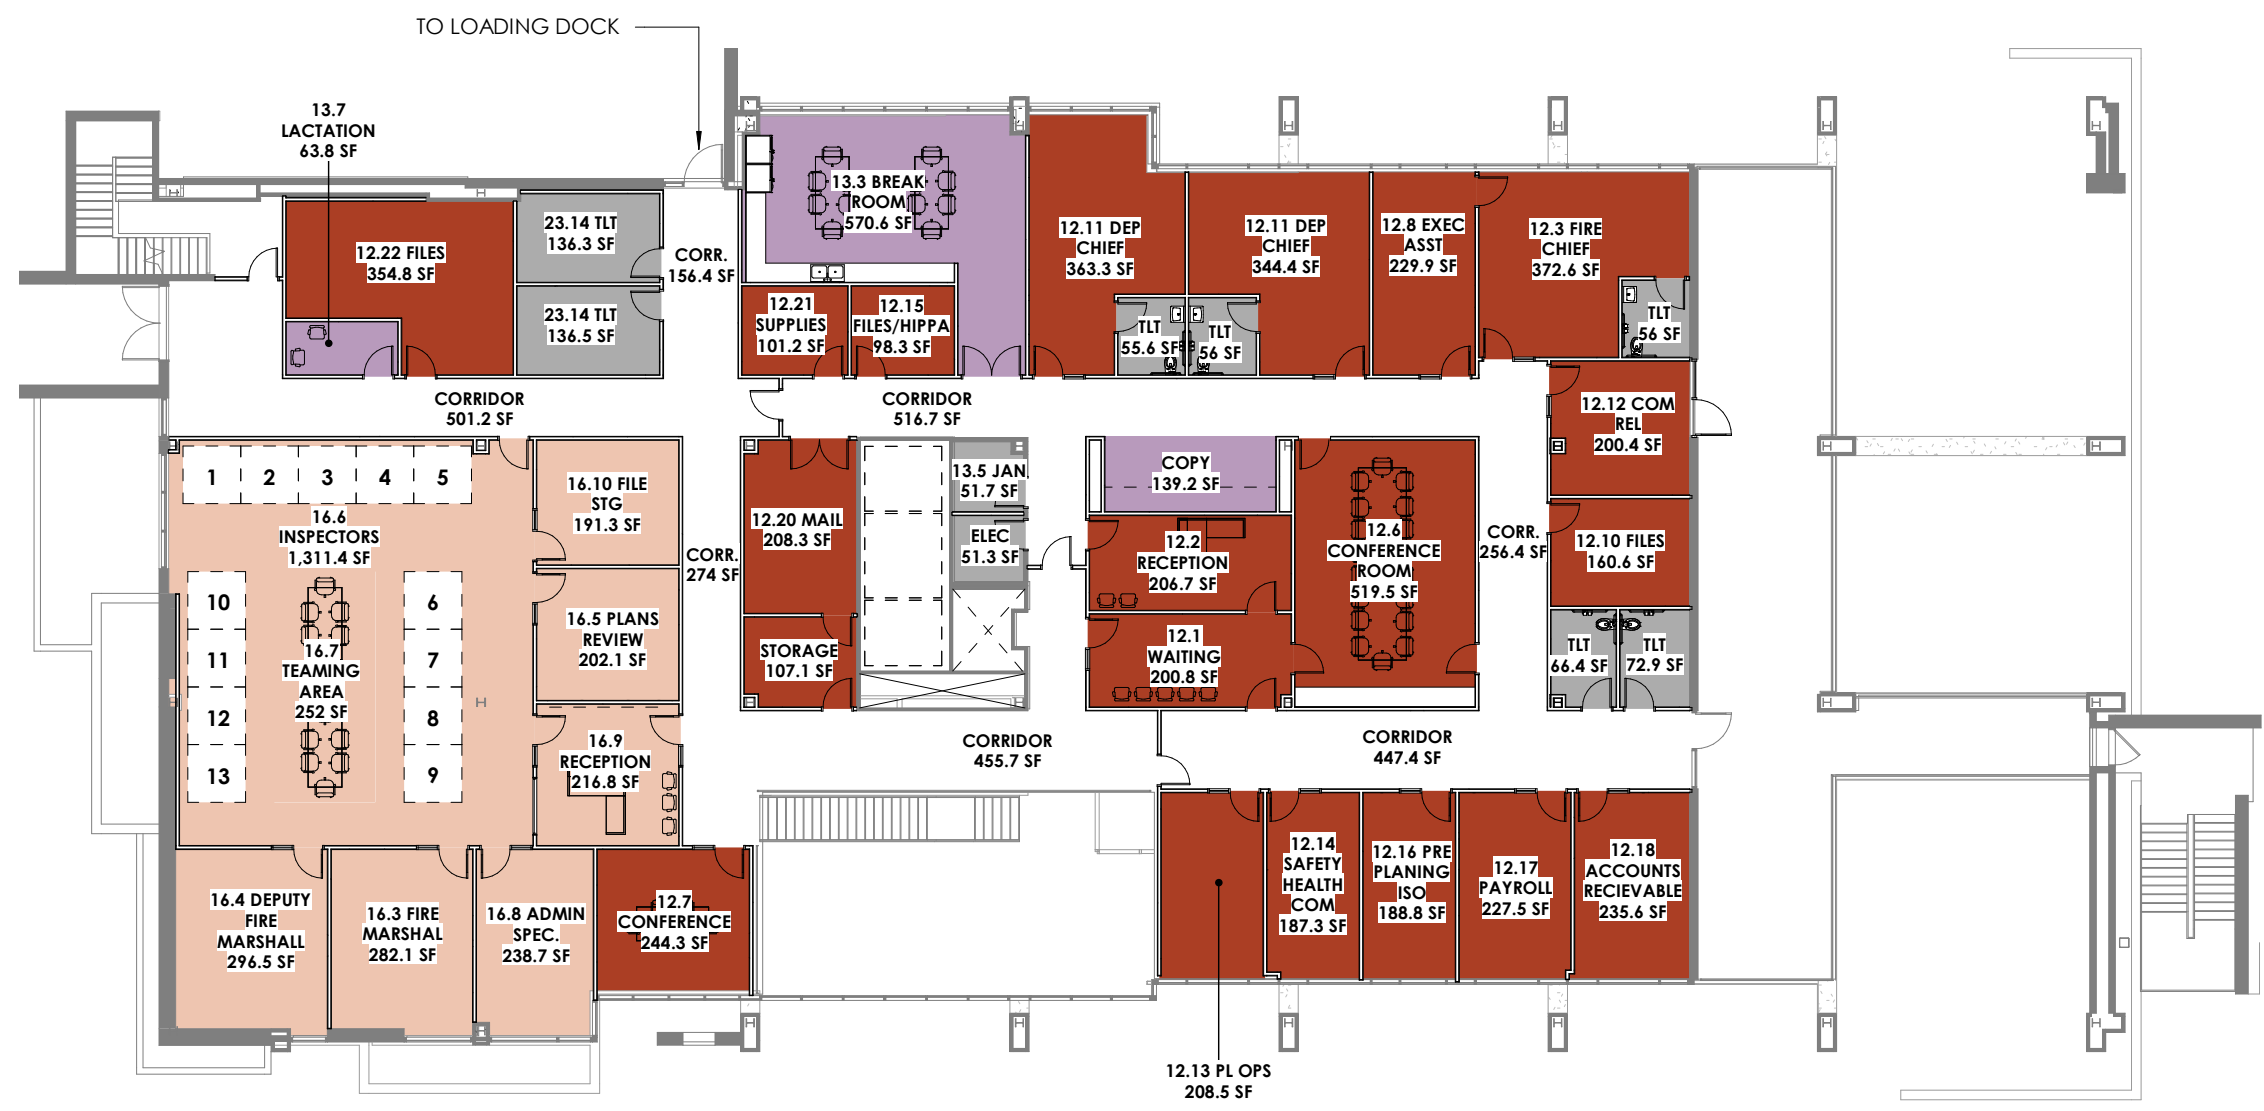 TO LOADING DOCK
13.7
LACTATION
63.8 SF
12.22 FILES
354.8 SF
23.14 TLT
136.3 SF
23.14 TLT
136.5 SF
CORR.
156.4 SF
13.3 BREAK
ROOM
570.6 SF
12.21
SUPPLIES
101.2 SF
12.15
FILES/HIPPA
98.3 SF
12.11 DEP
CHIEF
363.3 SF
TLT
55.6 SF
TLT
56 SF
12.11 DEP
CHIEF
344.4 SF
12.8 EXEC
ASST
229.9 SF
12.3 FIRE
CHIEF
372.6 SF
TLT
56 SF
CORRIDOR
501.2 SF
CORRIDOR
516.7 SF
12.12 COM
REL
200.4 SF
1 2 3 4 5
16.6
INSPECTORS
1,311.4 SF
16.10 FILE
STG
191.3 SF
CORR.
274 SF
12.20 MAIL
208.3 SF
13.5 JAN
51.7 SF
ELEC
51.3 SF
COPY
139.2 SF
12.2
RECEPTION
206.7 SF
12.6
CONFERENCE
ROOM
519.5 SF
CORR.
256.4 SF
12.10 FILES
160.6 SF
10
11
12
13
16.7
TEAMING
AREA
252 SF
6
7
8
9
16.5 PLANS
REVIEW
202.1 SF
STORAGE
107.1 SF
12.1
WAITING
200.8 SF
TLT
66.4 SF
TLT
72.9 SF
16.9
RECEPTION
216.8 SF
CORRIDOR
455.7 SF
CORRIDOR
447.4 SF
16.4 DEPUTY
FIRE
MARSHALL
296.5 SF
16.3 FIRE
MARSHAL
282.1 SF
16.8 ADMIN
SPEC.
238.7 SF
12.7
CONFERENCE
244.3 SF
12.14
SAFETY
HEALTH
COM
187.3 SF
12.16 PRE
PLANING
ISO
188.8 SF
12.17
PAYROLL
227.5 SF
12.18
ACCOUNTS
RECIEVABLE
235.6 SF
12.13 PL OPS
208.5 SF